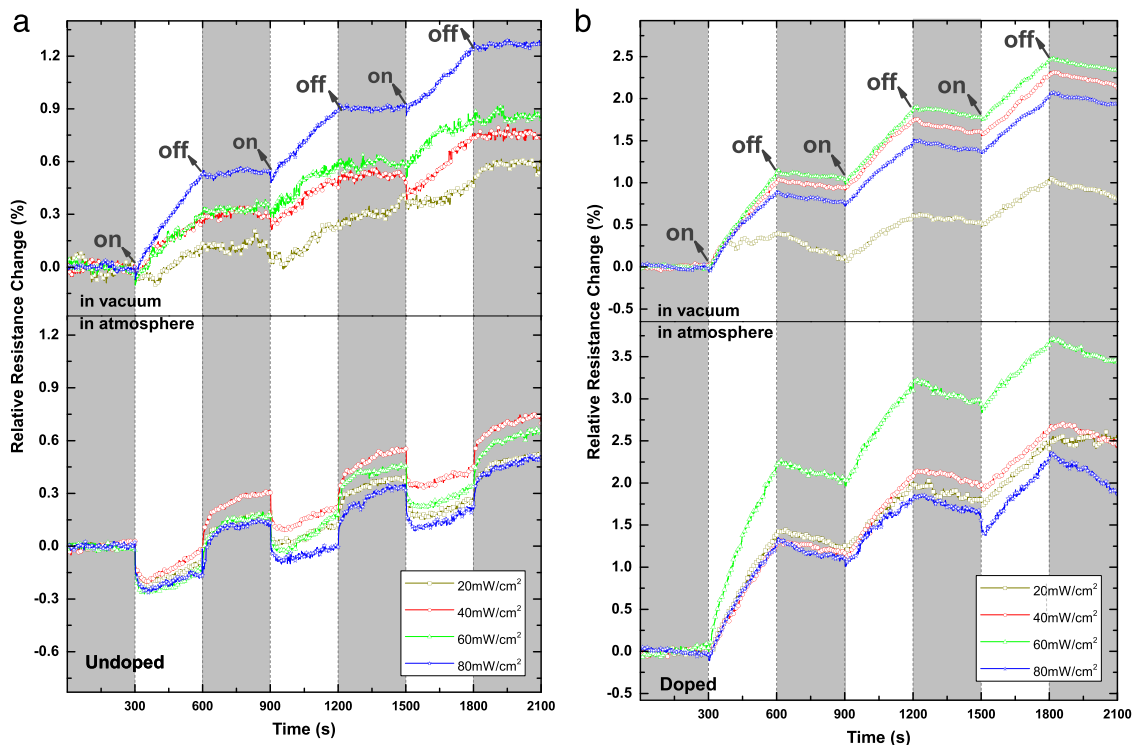 a
Relative Resistance Change (%)
1.2
0.9
0.6
0.3
0.0
on
off
on
off
on
off
in vacuum
in atmosphere
1.2
0.9
0.6
0.3
0.0
-0.3
-0.6
20mW/cm²
40mW/cm²
60mW/cm²
80mW/cm²
Undoped
300 600 900 1200 1500 1800 2100
Time (s)
b
Relative Resistance Change (%)
2.5
2.0
1.5
1.0
0.5
0.0
-0.5
on
off
on
off
on
off
in vacuum
in atmosphere
3.5
3.0
2.5
2.0
1.5
1.0
0.5
0.0
-0.5
20mW/cm²
40mW/cm²
60mW/cm²
80mW/cm²
Doped
300 600 900 1200 1500 1800 2100
Time (s)